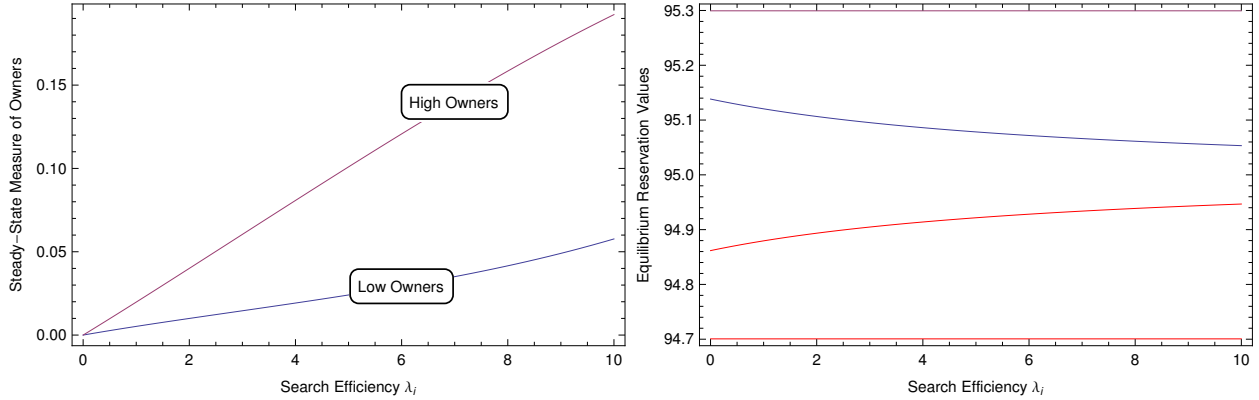 Steady-State Measure of Owners
0.15
0.10
0.05
0.00
High Owners
Low Owners
0 2 4 6 8 10
Search Efficiency λi
Equilibrium Reservation Values
95.3
95.2
95.1
95.0
94.9
94.8
94.7
0 2 4 6 8 10
Search Efficiency λi